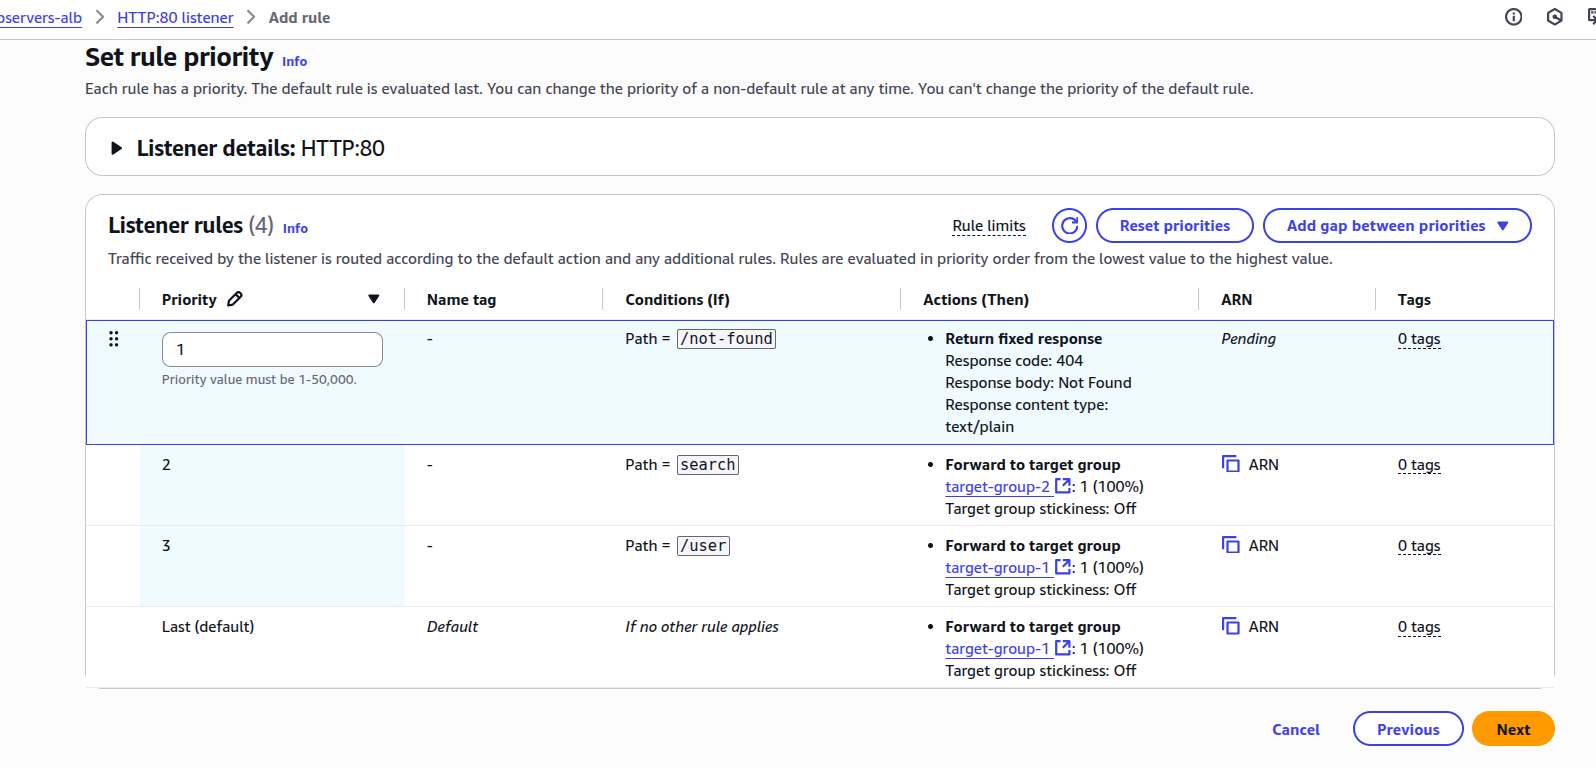 HTTP:80 listener > Add rule
Set rule priority Info
Each rule has a priority. The default rule is evaluated last. You can change the priority of a non-default rule at any time. You can't change the priority of the default rule.
Listener details: HTTP:80
Listener rules (4) Info
Rule limits
Reset priorities
Add gap between priorities
Traffic received by the listener is routed according to the default action and any additional rules. Rules are evaluated in priority order from the lowest value to the highest value.
Priority Name tag Conditions (If) Actions (Then) ARN Tags
1 - Path = /not-found • Return fixed response Pending 0 tags
Response code: 404
Priority value must be 1-50,000. Response body: Not Found
Response content type:
text/plain
2 - Path = search • Forward to target group ARN 0 tags
target-group-2 : 1 (100%)
Target group stickiness: Off
3 - Path = /user • Forward to target group ARN 0 tags
target-group-1 : 1 (100%)
Target group stickiness: Off
Last (default) Default If no other rule applies • Forward to target group ARN 0 tags
target-group-1 : 1 (100%)
Target group stickiness: Off
Cancel Previous Next